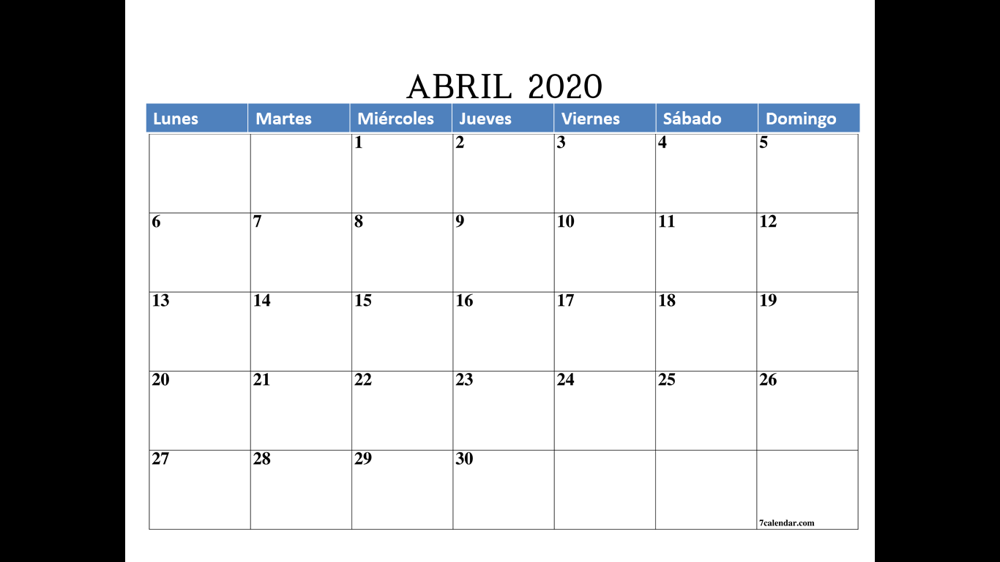 ABRIL 2020
Lunes Martes Miércoles Jueves Viernes Sábado Domingo
1 2 3 4 5
6 7 8 9 10 11 12
13 14 15 16 17 18 19
20 21 22 23 24 25 26
27 28 29 30
7calendar.com